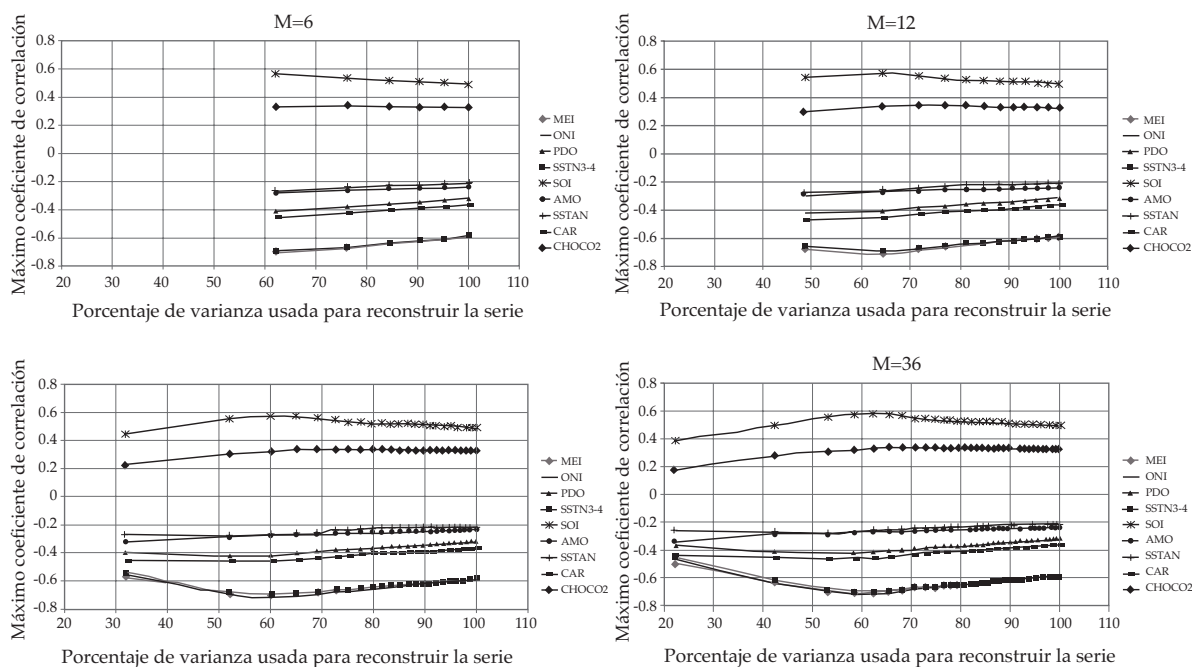 M=6
Máximo coeficiente de correlación
0.8
0.6
0.4
0.2
0
-0.2
-0.4
-0.6
-0.8
20 30 40 50 60 70 80 90 100 110
Porcentaje de varianza usada para reconstruir la serie
MEI
ONI
PDO
SSTN3-4
SOI
AMO
SSTAN
CAR
CHOCO2
M=12
Máximo coeficiente de correlación
0.8
0.6
0.4
0.2
0
-0.2
-0.4
-0.6
-0.8
20 30 40 50 60 70 80 90 100 110
Porcentaje de varianza usada para reconstruir la serie
MEI
ONI
PDO
SSTN3-4
SOI
AMO
SSTAN
CAR
CHOCO2
Máximo coeficiente de correlación
0.8
0.6
0.4
0.2
0
-0.2
-0.4
-0.6
-0.8
20 30 40 50 60 70 80 90 100 110
Porcentaje de varianza usada para reconstruir la serie
MEI
ONI
PDO
SSTN3-4
SOI
AMO
SSTAN
CAR
CHOCO2
M=36
Máximo coeficiente de correlación
0.8
0.6
0.4
0.2
0
-0.2
-0.4
-0.6
-0.8
20 30 40 50 60 70 80 90 100 110
Porcentaje de varianza usada para reconstruir la serie
MEI
ONI
PDO
SSTN3-4
SOI
AMO
SSTAN
CAR
CHOCO2